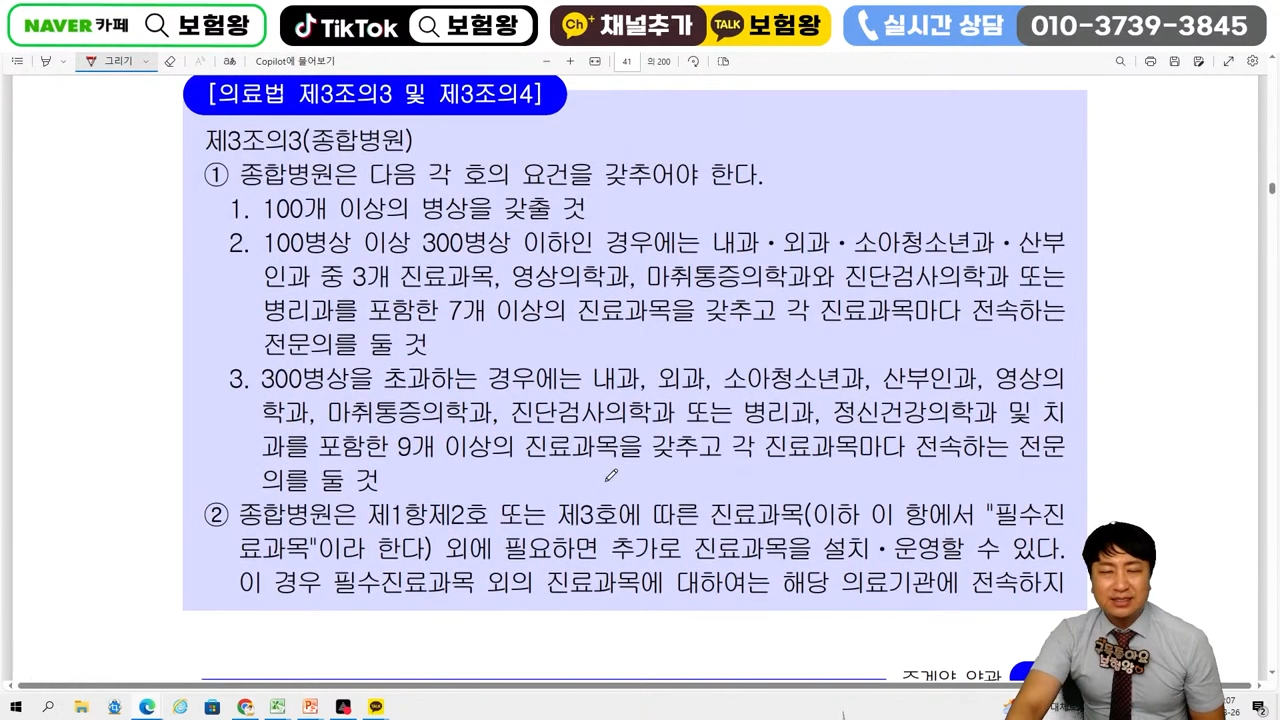 NAVER 카페 보험왕
TikTok 보험왕
Ch+ 채널추가 TALK 보험왕
실시간 상담 010-3739-3845
그리기 aあ Copilot에 물어보기 41 의 200
[의료법 제3조의3 및 제3조의4]
제3조의3(종합병원)
① 종합병원은 다음 각 호의 요건을 갖추어야 한다.
1. 100개 이상의 병상을 갖출 것
2. 100병상 이상 300병상 이하인 경우에는 내과·외과·소아청소년과·산부
인과 중 3개 진료과목, 영상의학과, 마취통증의학과와 진단검사의학과 또는
병리과를 포함한 7개 이상의 진료과목을 갖추고 각 진료과목마다 전속하는
전문의를 둘 것
3. 300병상을 초과하는 경우에는 내과, 외과, 소아청소년과, 산부인과, 영상의
학과, 마취통증의학과, 진단검사의학과 또는 병리과, 정신건강의학과 및 치
과를 포함한 9개 이상의 진료과목을 갖추고 각 진료과목마다 전속하는 전문
의를 둘 것
② 종합병원은 제1항제2호 또는 제3호에 따른 진료과목(이하 이 항에서 "필수진
료과목"이라 한다) 외에 필요하면 추가로 진료과목을 설치·운영할 수 있다.
이 경우 필수진료과목 외의 진료과목에 대하여는 해당 의료기관에 전속하지
보험왕